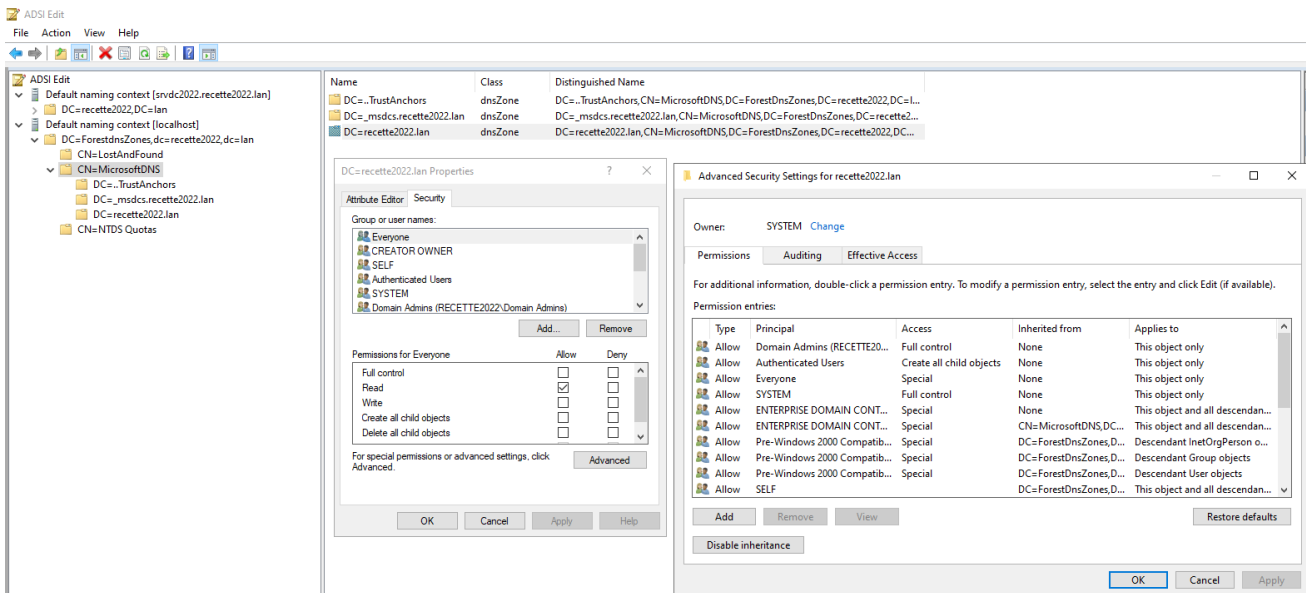 ADSI Edit
File Action View Help
ADSI Edit
Default naming context [srvdc2022.recette2022.lan]
DC=recette2022,DC=lan
Default naming context [localhost]
DC=ForestdnsZones,dc=recette2022,dc=lan
CN=LostAndFound
CN=MicrosoftDNS
DC=..TrustAnchors
DC=_msdcs.recette2022.lan
DC=recette2022.lan
CN=NTDS Quotas
Name Class Distinguished Name
DC=..TrustAnchors dnsZone DC=..TrustAnchors,CN=MicrosoftDNS,DC=ForestDnsZones,DC=recette2022,DC=l...
DC=_msdcs.recette2022.lan dnsZone DC=_msdcs.recette2022.lan,CN=MicrosoftDNS,DC=ForestDnsZones,DC=recette2...
DC=recette2022.lan dnsZone DC=recette2022.lan,CN=MicrosoftDNS,DC=ForestDnsZones,DC=recette2022,DC...
DC=recette2022.lan Properties ?
Attribute Editor Security
Group or user names:
Everyone
CREATOR OWNER
SELF
Authenticated Users
SYSTEM
Domain Admins (RECETTE2022\Domain Admins)
Add... Remove
Permissions for Everyone Allow Deny
Full control
Read
Write
Create all child objects
Delete all child objects
For special permissions or advanced settings, click
Advanced.
Advanced
OK Cancel Apply Help
Advanced Security Settings for recette2022.lan
Owner: SYSTEM Change
Permissions Auditing Effective Access
For additional information, double-click a permission entry. To modify a permission entry, select the entry and click Edit (if available).
Permission entries:
Type Principal Access Inherited from Applies to
Allow Domain Admins (RECETTE20... Full control None This object only
Allow Authenticated Users Create all child objects None This object only
Allow Everyone Special None This object only
Allow SYSTEM Full control None This object only
Allow ENTERPRISE DOMAIN CONT... Special None This object and all descendan...
Allow ENTERPRISE DOMAIN CONT... Special CN=MicrosoftDNS,DC... This object and all descendan...
Allow Pre-Windows 2000 Compatib... Special DC=ForestDnsZones,D... Descendant InetOrgPerson o...
Allow Pre-Windows 2000 Compatib... Special DC=ForestDnsZones,D... Descendant Group objects
Allow Pre-Windows 2000 Compatib... Special DC=ForestDnsZones,D... Descendant User objects
Allow SELF DC=ForestDnsZones,D... This object and all descendan...
Add Remove View Restore defaults
Disable inheritance
OK Cancel Apply